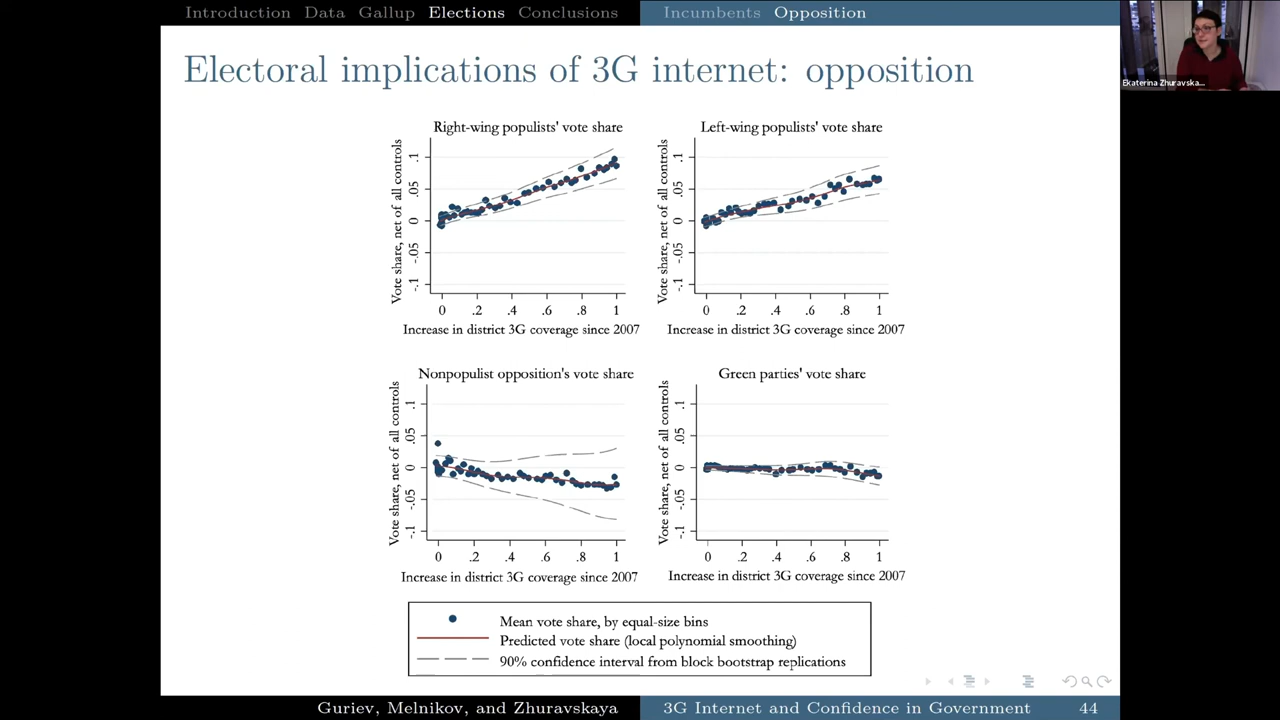 Introduction Data Gallup Elections Conclusions Incumbents Opposition
Ekaterina Zhuravska...
Electoral implications of 3G internet: opposition
Right-wing populists' vote share
Vote share, net of all controls
.1
.05
0
-.05
-.1
0 .2 .4 .6 .8 1
Increase in district 3G coverage since 2007
Left-wing populists' vote share
Vote share, net of all controls
.1
.05
0
-.05
-.1
0 .2 .4 .6 .8 1
Increase in district 3G coverage since 2007
Nonpopulist opposition's vote share
Vote share, net of all controls
.1
.05
0
-.05
-.1
0 .2 .4 .6 .8 1
Increase in district 3G coverage since 2007
Green parties' vote share
Vote share, net of all controls
.1
.05
0
-.05
-.1
0 .2 .4 .6 .8 1
Increase in district 3G coverage since 2007
Mean vote share, by equal-size bins
Predicted vote share (local polynomial smoothing)
90% confidence interval from block bootstrap replications
Guriev, Melnikov, and Zhuravskaya 3G Internet and Confidence in Government 44